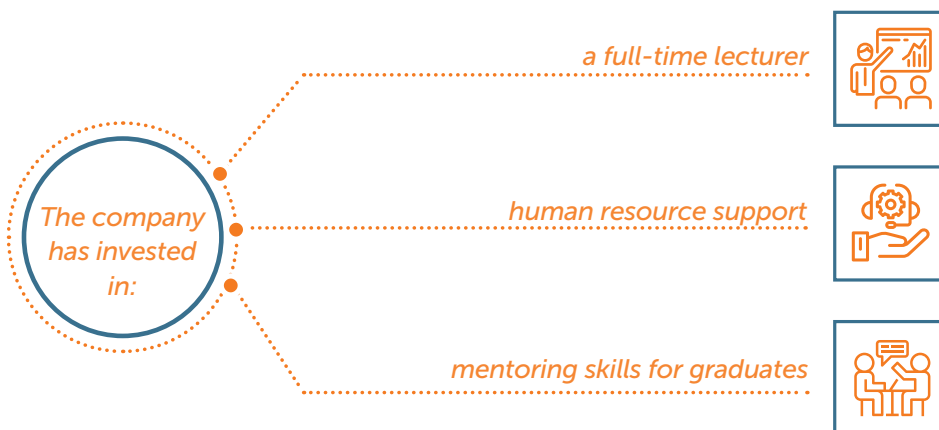 The company
has invested
in:
a full-time lecturer
human resource support
mentoring skills for graduates